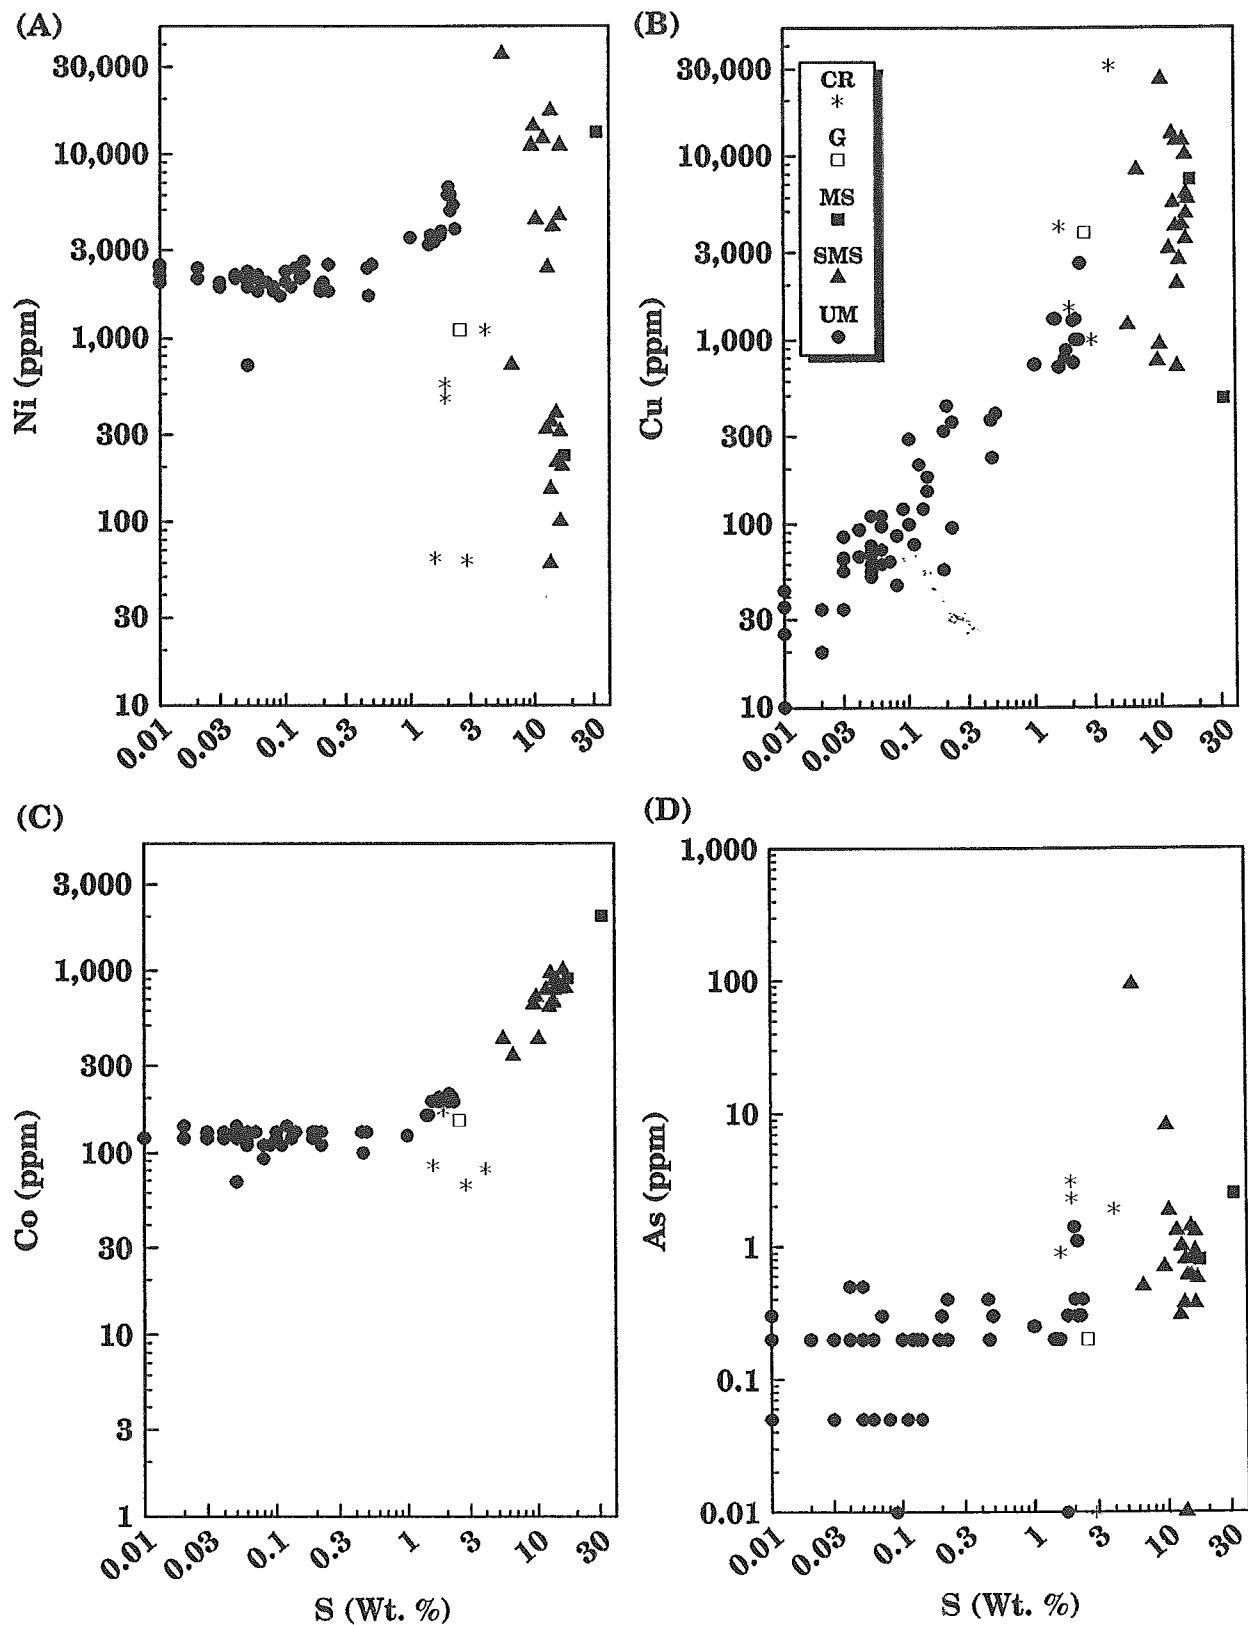 (A)
Ni (ppm)
30,000
10,000
3,000
1,000
300
100
30
10
0.01 0.03 0.1 0.3 1 3 10 30
(B)
Cu (ppm)
30,000
10,000
3,000
1,000
300
100
30
10
CR
G
MS
SMS
UM
0.01 0.03 0.1 0.3 1 3 10 30
(C)
Co (ppm)
3,000
1,000
300
100
30
10
3
1
0.01 0.03 0.1 0.3 1 3 10 30
S (Wt. %)
(D)
As (ppm)
1,000
100
10
1
0.1
0.01
0.01 0.03 0.1 0.3 1 3 10 30
S (Wt. %)